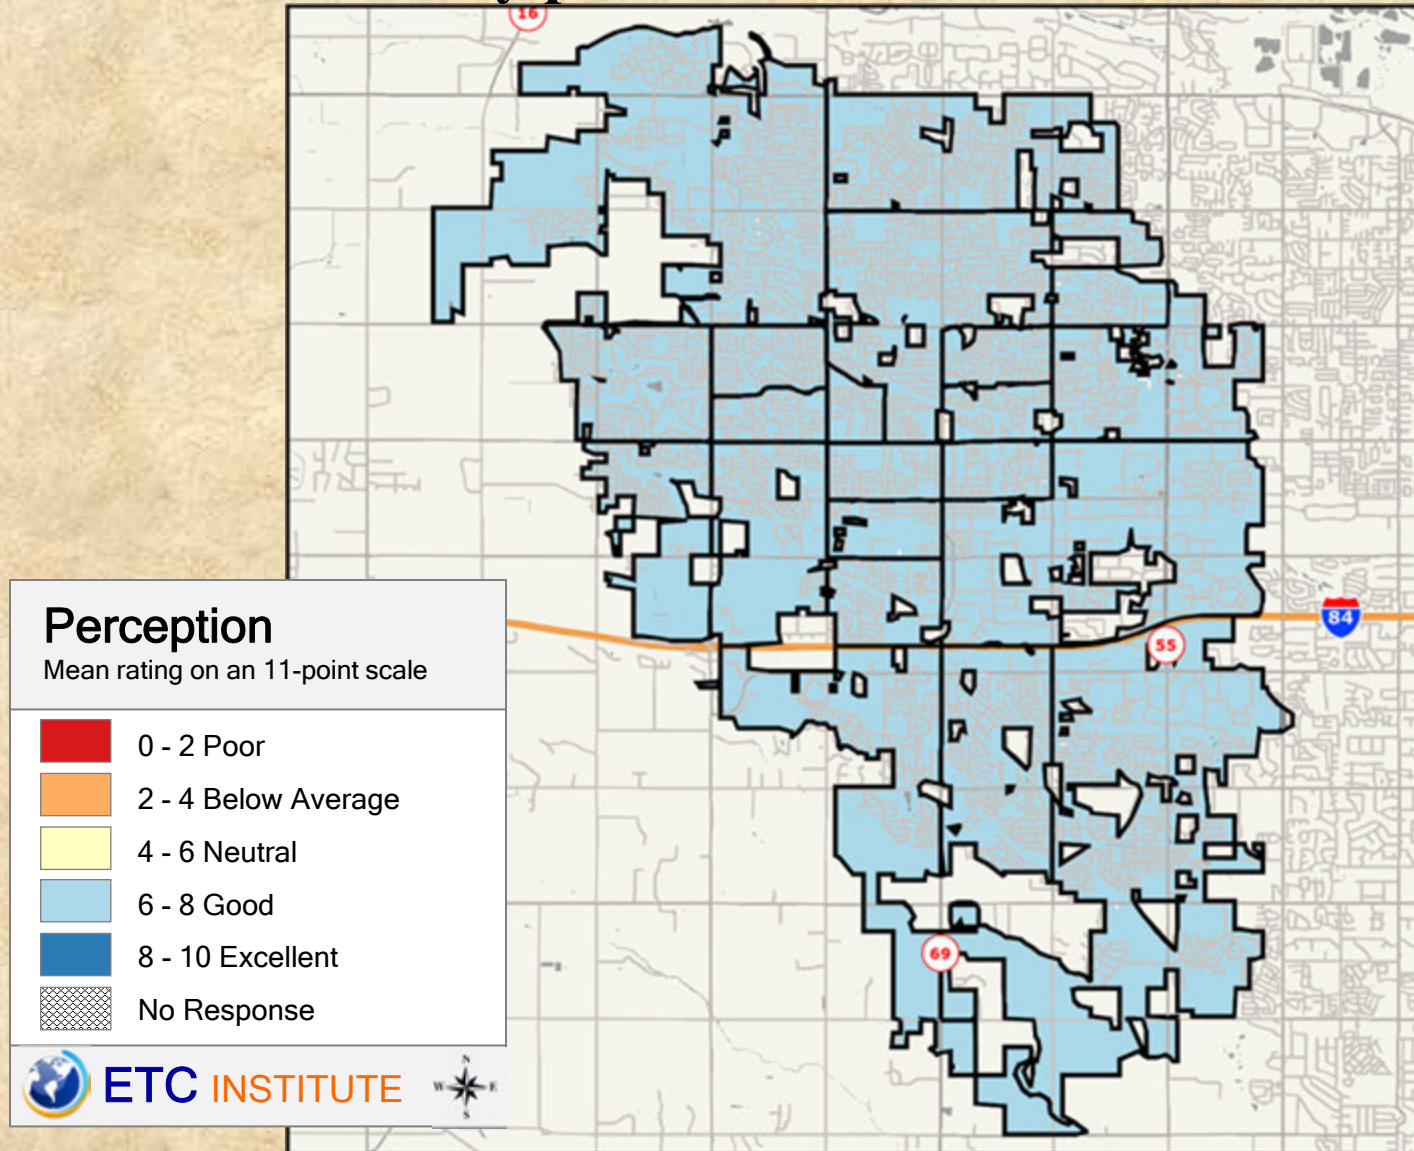 16
84
55
69
Perception
Mean rating on an 11-point scale
0 - 2 Poor
2 - 4 Below Average
4 - 6 Neutral
6 - 8 Good
8 - 10 Excellent
No Response
ETC INSTITUTE
N
W E
S